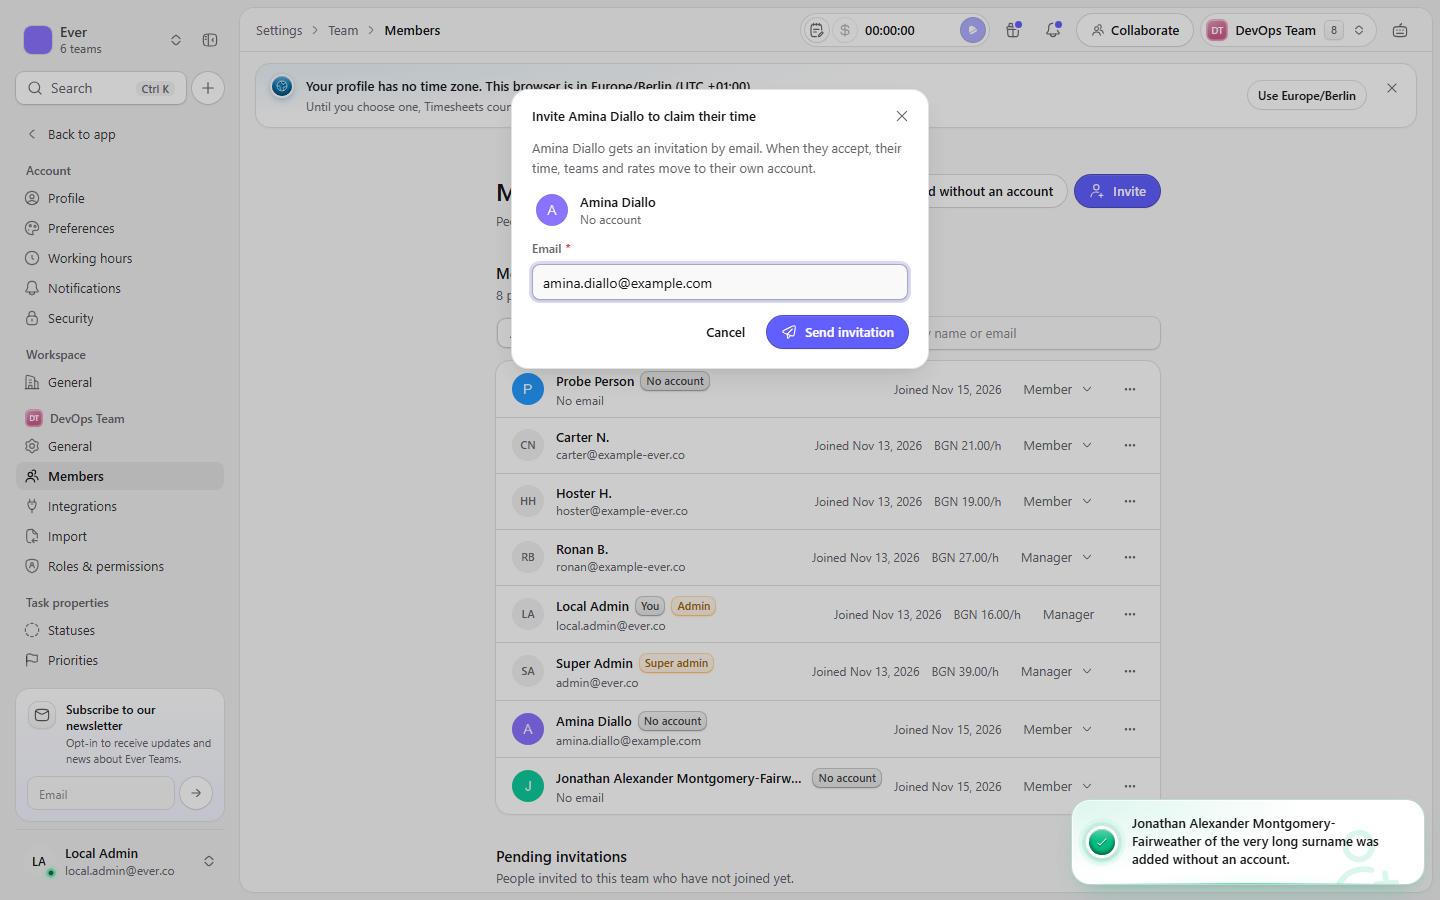 Ever
6 teams
Search
Ctrl K
Back to app
Account
Profile
Preferences
Working hours
Notifications
Security
Workspace
General
DT
DevOps Team
General
Members
Integrations
Import
Roles & permissions
Task properties
Statuses
Priorities
Subscribe to our
newsletter
Opt-in to receive updates and
news about Ever Teams.
Email
LA
Local Admin
local.admin@ever.co
Settings
Team
Members
00:00:00
Collaborate
DT
DevOps Team
8
Your profile has no time zone. This browser is in Europe/Berlin (UTC +01:00)
Until you choose one, Timesheets cour
Use Europe/Berlin
d without an account
Invite
8 p
name or email
Invite Amina Diallo to claim their time
Amina Diallo gets an invitation by email. When they accept, their
time, teams and rates move to their own account.
A
Amina Diallo
No account
Email *
amina.diallo@example.com
Cancel
Send invitation
P
Probe Person
No account
No email
Joined Nov 15, 2026
Member
CN
Carter N.
carter@example-ever.co
Joined Nov 13, 2026
BGN 21.00/h
Member
HH
Hoster H.
hoster@example-ever.co
Joined Nov 13, 2026
BGN 19.00/h
Member
RB
Ronan B.
ronan@example-ever.co
Joined Nov 13, 2026
BGN 27.00/h
Manager
LA
Local Admin
You
Admin
local.admin@ever.co
Joined Nov 13, 2026
BGN 16.00/h
Manager
SA
Super Admin
Super admin
admin@ever.co
Joined Nov 13, 2026
BGN 39.00/h
Manager
A
Amina Diallo
No account
amina.diallo@example.com
Joined Nov 15, 2026
Member
J
Jonathan Alexander Montgomery-Fairw...
No account
No email
Joined Nov 15, 2026
Member
Pending invitations
People invited to this team who have not joined yet.
Jonathan Alexander Montgomery-
Fairweather of the very long surname was
added without an account.